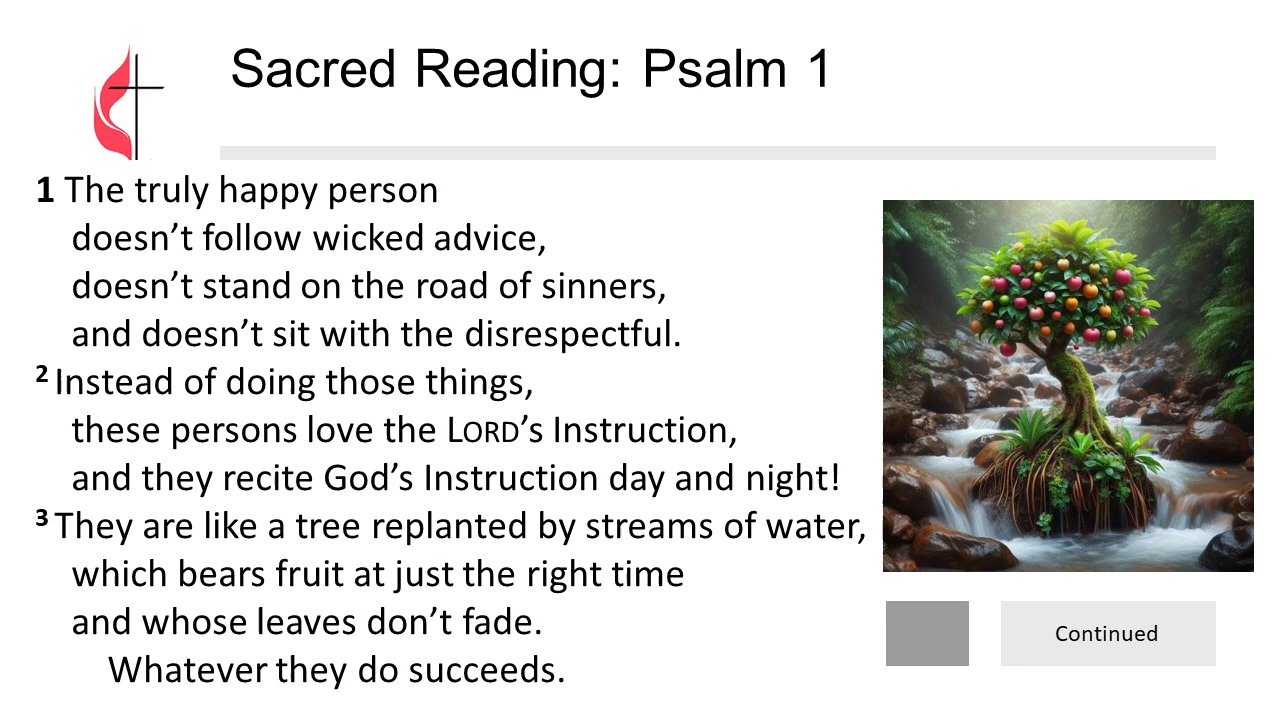 Sacred Reading: Psalm 1
1 The truly happy person
doesn’t follow wicked advice,
doesn’t stand on the road of sinners,
and doesn’t sit with the disrespectful.
2 Instead of doing those things,
these persons love the LORD’s Instruction,
and they recite God’s Instruction day and night!
3 They are like a tree replanted by streams of water,
which bears fruit at just the right time
and whose leaves don’t fade.
Whatever they do succeeds.
Continued